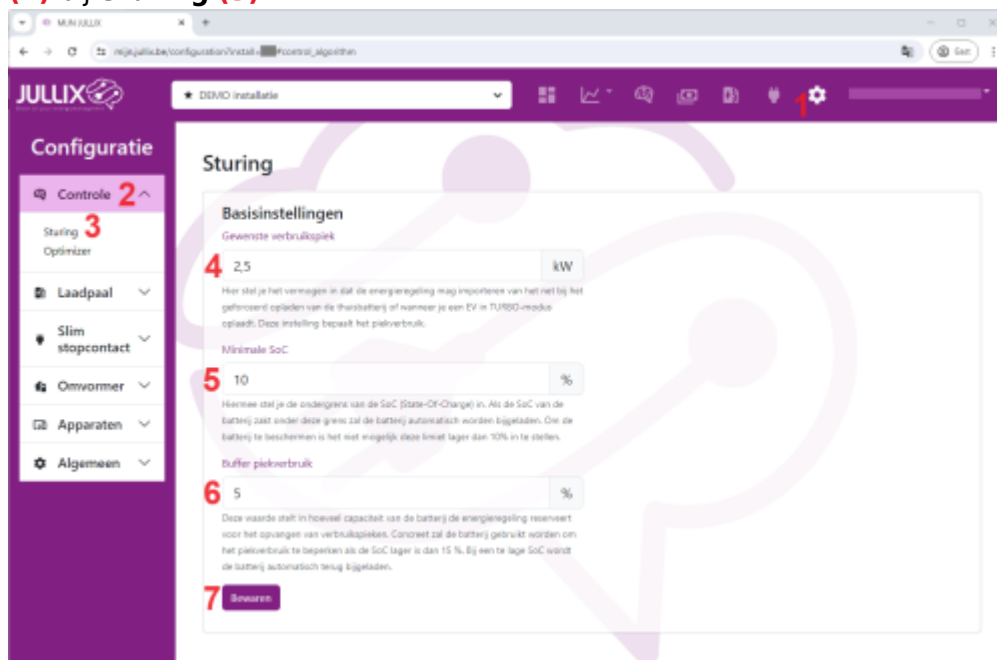 MIJN JULLIX
mijn.jullix.be/configuration?install=
#control_algorithm
Gast
JULLIX
DEMO installatie
1
Configuratie
Controle 2
Sturing 3
Optimizer
Laadpaal
Slim
stopcontact
Omvormer
Apparaten
Algemeen
Sturing
Basisinstellingen
Gewenste verbruikspiek
4 2,5 kW
Hier stel je het vermogen in dat de energieregeling mag importeren van het net bij het
geforceerd opladen van de thuisbatterij of wanneer je een EV in TURBO-modus
oplaadt. Deze instelling bepaalt het piekverbruik.
Minimale SoC
5 10 %
Hiermee stel je de ondergrens van de SoC (State-Of-Charge) in. Als de SoC van de
batterij zakt onder deze grens zal de batterij automatisch worden bijgeladen. Om de
batterij te beschermen is het niet mogelijk deze limiet lager dan 10% in te stellen.
Buffer piekverbruik
6 5 %
Deze waarde stelt in hoeveel capaciteit van de batterij de energieregeling reserveert
voor het opvangen van verbruikspieken. Concreet zal de batterij gebruikt worden om
het piekverbruik te beperken als de SoC lager is dan 15 %. Bij een te lage SoC wordt
de batterij automatisch terug bijgeladen.
7 Bewaren